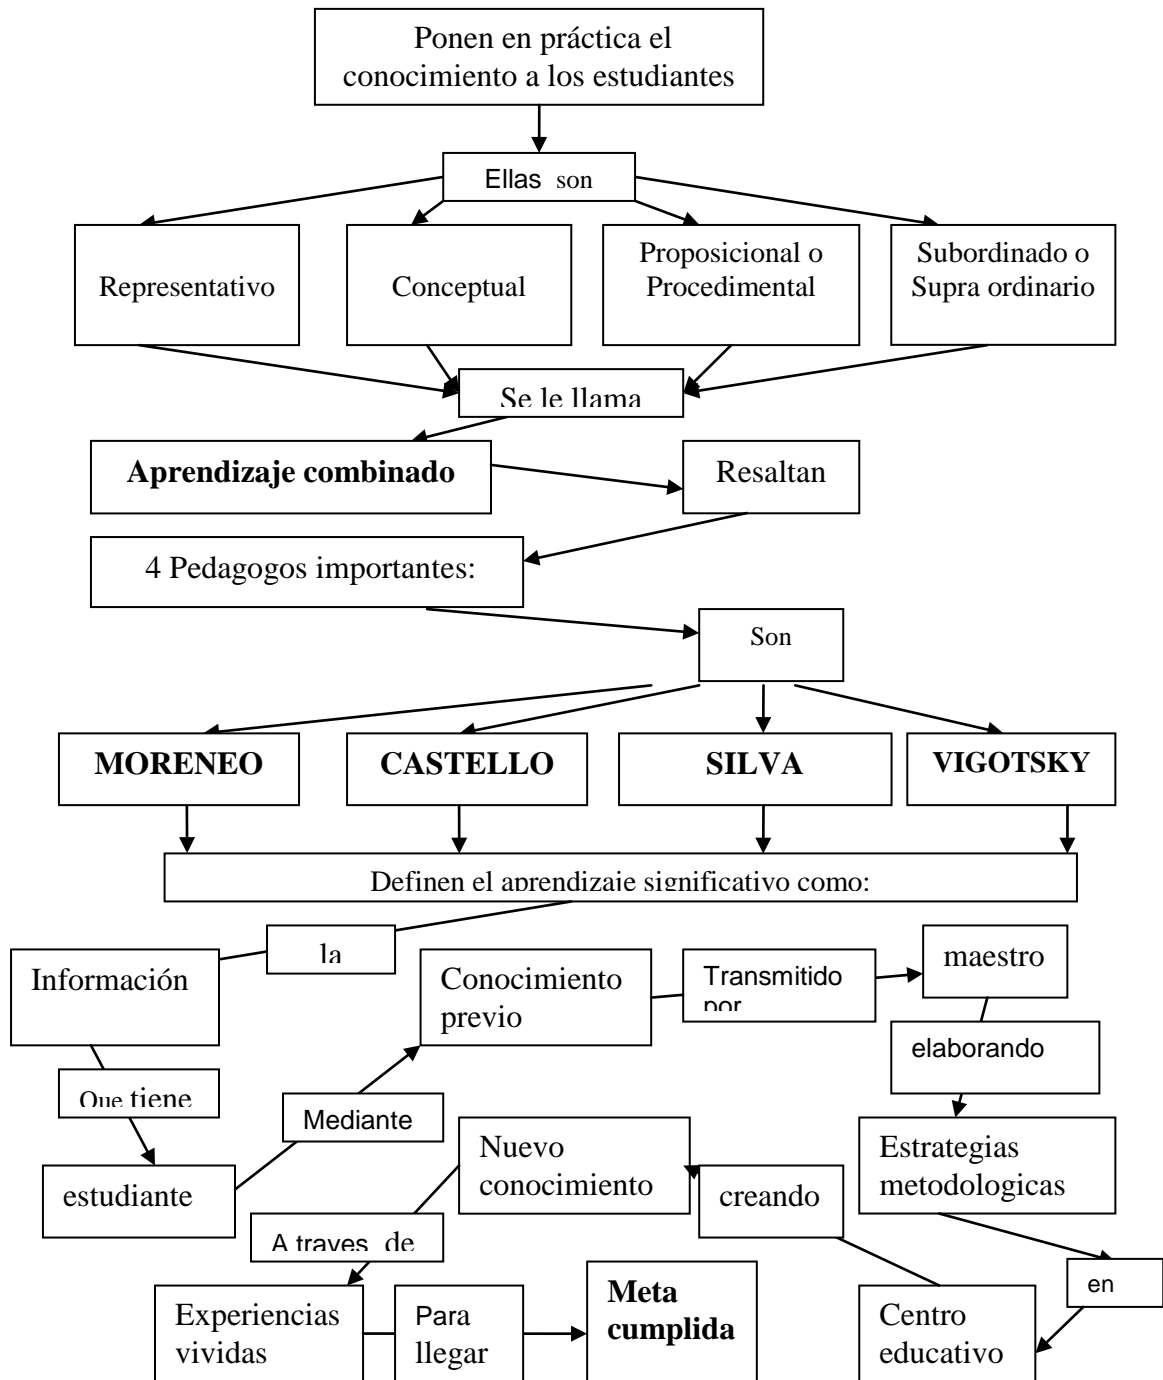 Ponen en práctica el
conocimiento a los estudiantes
Ellas son
Representativo
Conceptual
Proposicional o
Procedimental
Subordinado o
Supra ordinario
Se le llama
Aprendizaje combinado
Resaltan
4 Pedagogos importantes:
Son
MORENEO
CASTELLO
SILVA
VIGOTSKY
Definen el aprendizaje significativo como:
la
Información
Que tiene
estudiante
Mediante
Conocimiento
previo
Transmitido
por
maestro
elaborando
Estrategias
metodologicas
en
Centro
educativo
creando
Nuevo
conocimiento
A traves de
Experiencias
vividas
Para
llegar
Meta
cumplida